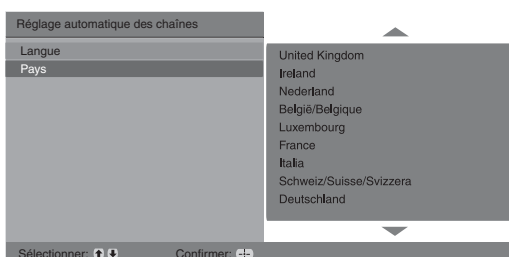 Réglage automatique des chaînes
Langue
Pays
United Kingdom
Ireland
Nederland
België/Belgique
Luxembourg
France
Italia
Schweiz/Suisse/Svizzera
Deutschland
Sélectionner: Confirmer: